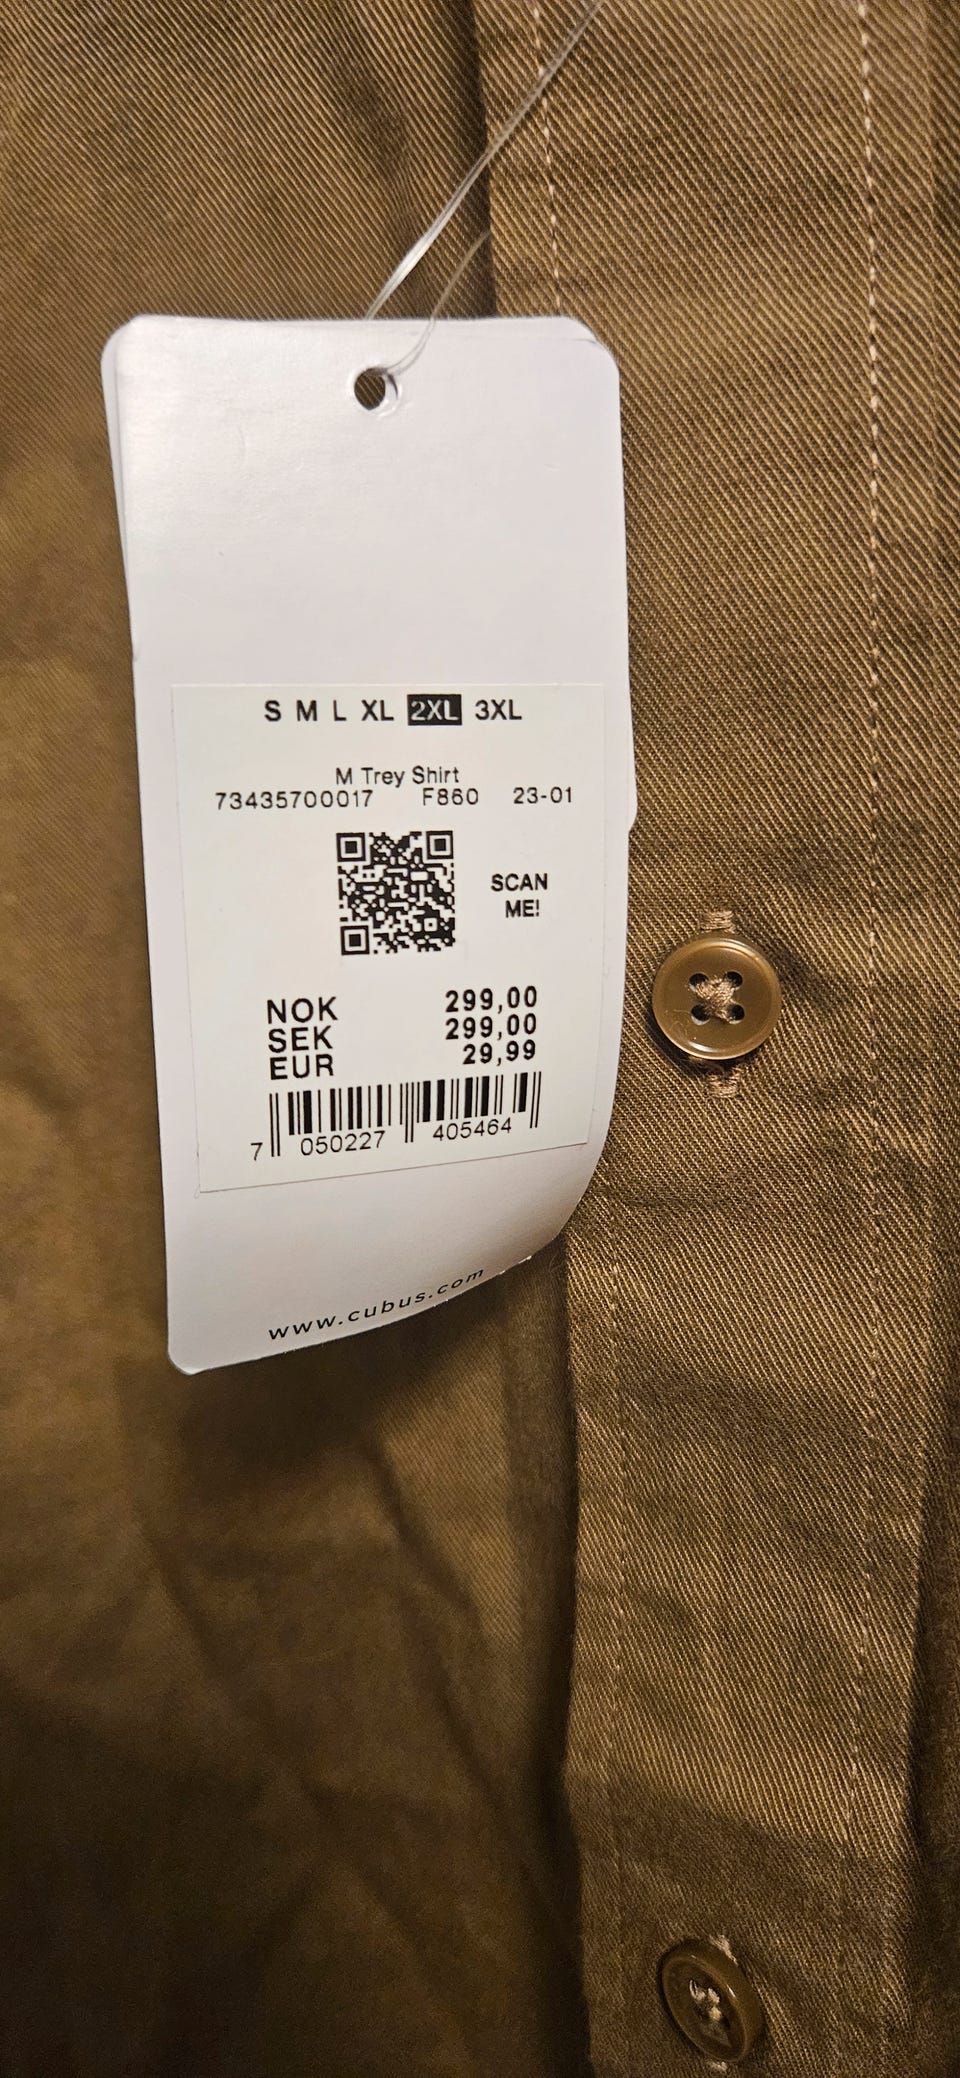 S M L XL 2XL 3XL
M Trey Shirt
73435700017 F860 23-01
SCAN
ME!
NOK 299,00
SEK 299,00
EUR 29,99
7 050227 405464
www.cubus.com